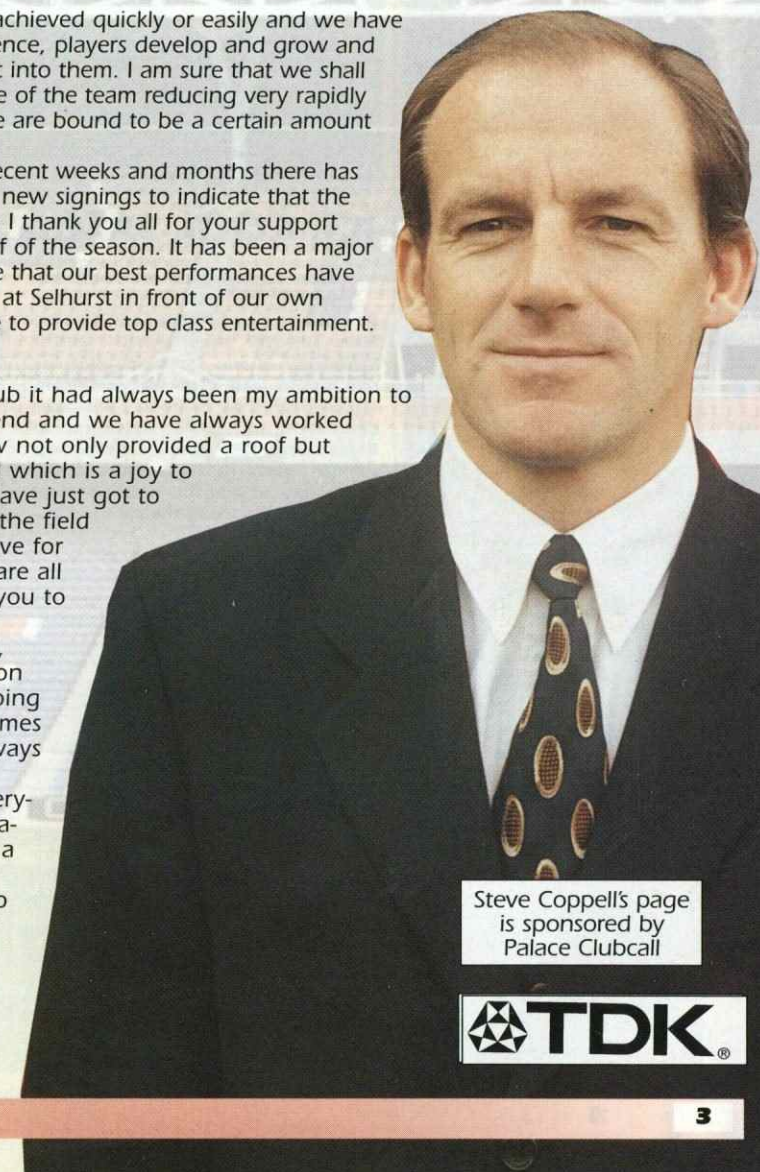 achieved quickly or easily and we have
ence, players develop and grow and
t into them. I am sure that we shall
e of the team reducing very rapidly
e are bound to be a certain amount
ecent weeks and months there has
new signings to indicate that the
I thank you all for your support
f of the season. It has been a major
e that our best performances have
at Selhurst in front of our own
e to provide top class entertainment.
ub it had always been my ambition to
end and we have always worked
w not only provided a roof but
which is a joy to
ave just got to
the field
ve for
are all
you to
on
oing
mes
vays
ery-
a-
a
o
Steve Coppell's page
is sponsored by
Palace Clubcall
TDK®
3